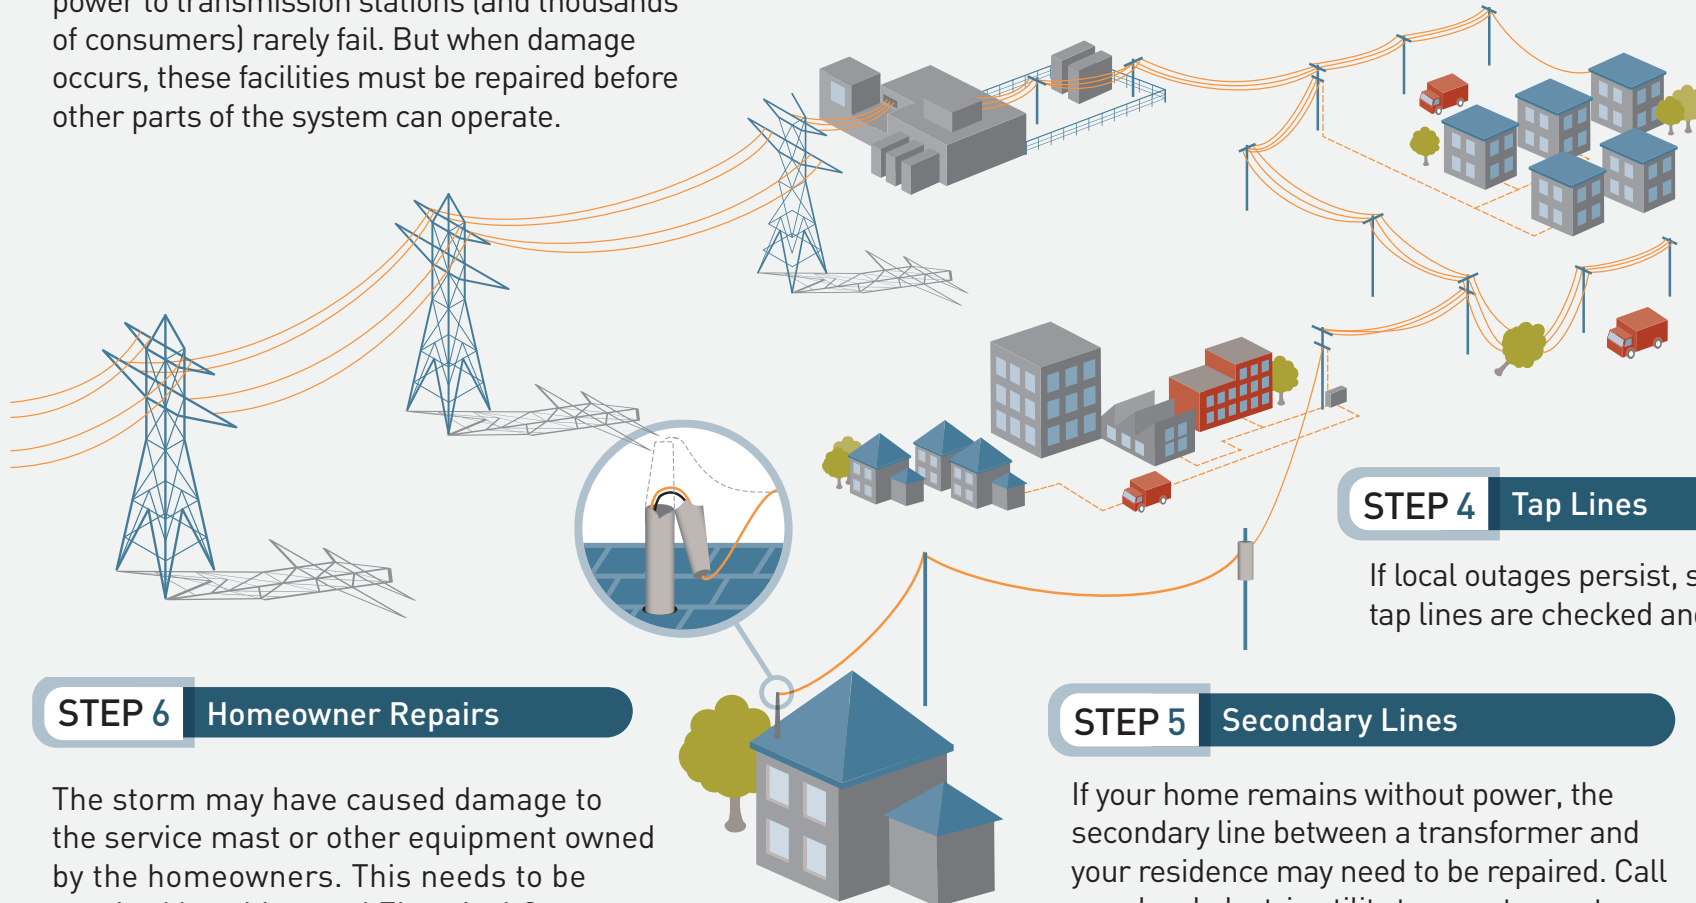 power to transmission stations (and thousands
of consumers) rarely fail. But when damage
occurs, these facilities must be repaired before
other parts of the system can operate.
STEP 4 Tap Lines
If local outages persist,
tap lines are checked
STEP 6 Homeowner Repairs
The storm may have caused damage to
the service mast or other equipment owned
by the homeowners. This needs to be
STEP 5 Secondary Lines
If your home remains without power, the
secondary line between a transformer and
your residence may need to be repaired. Call